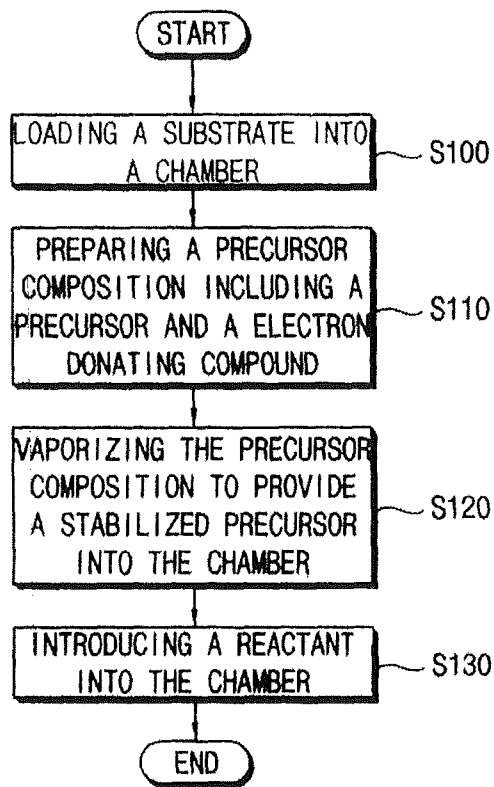 START
LOADING A SUBSTRATE INTO
A CHAMBER
S100
PREPARING A PRECURSOR
COMPOSITION INCLUDING A
PRECURSOR AND A ELECTRON
DONATING COMPOUND
S110
VAPORIZING THE PRECURSOR
COMPOSITION TO PROVIDE
A STABILIZED PRECURSOR
INTO THE CHAMBER
S120
INTRODUCING A REACTANT
INTO THE CHAMBER
S130
END